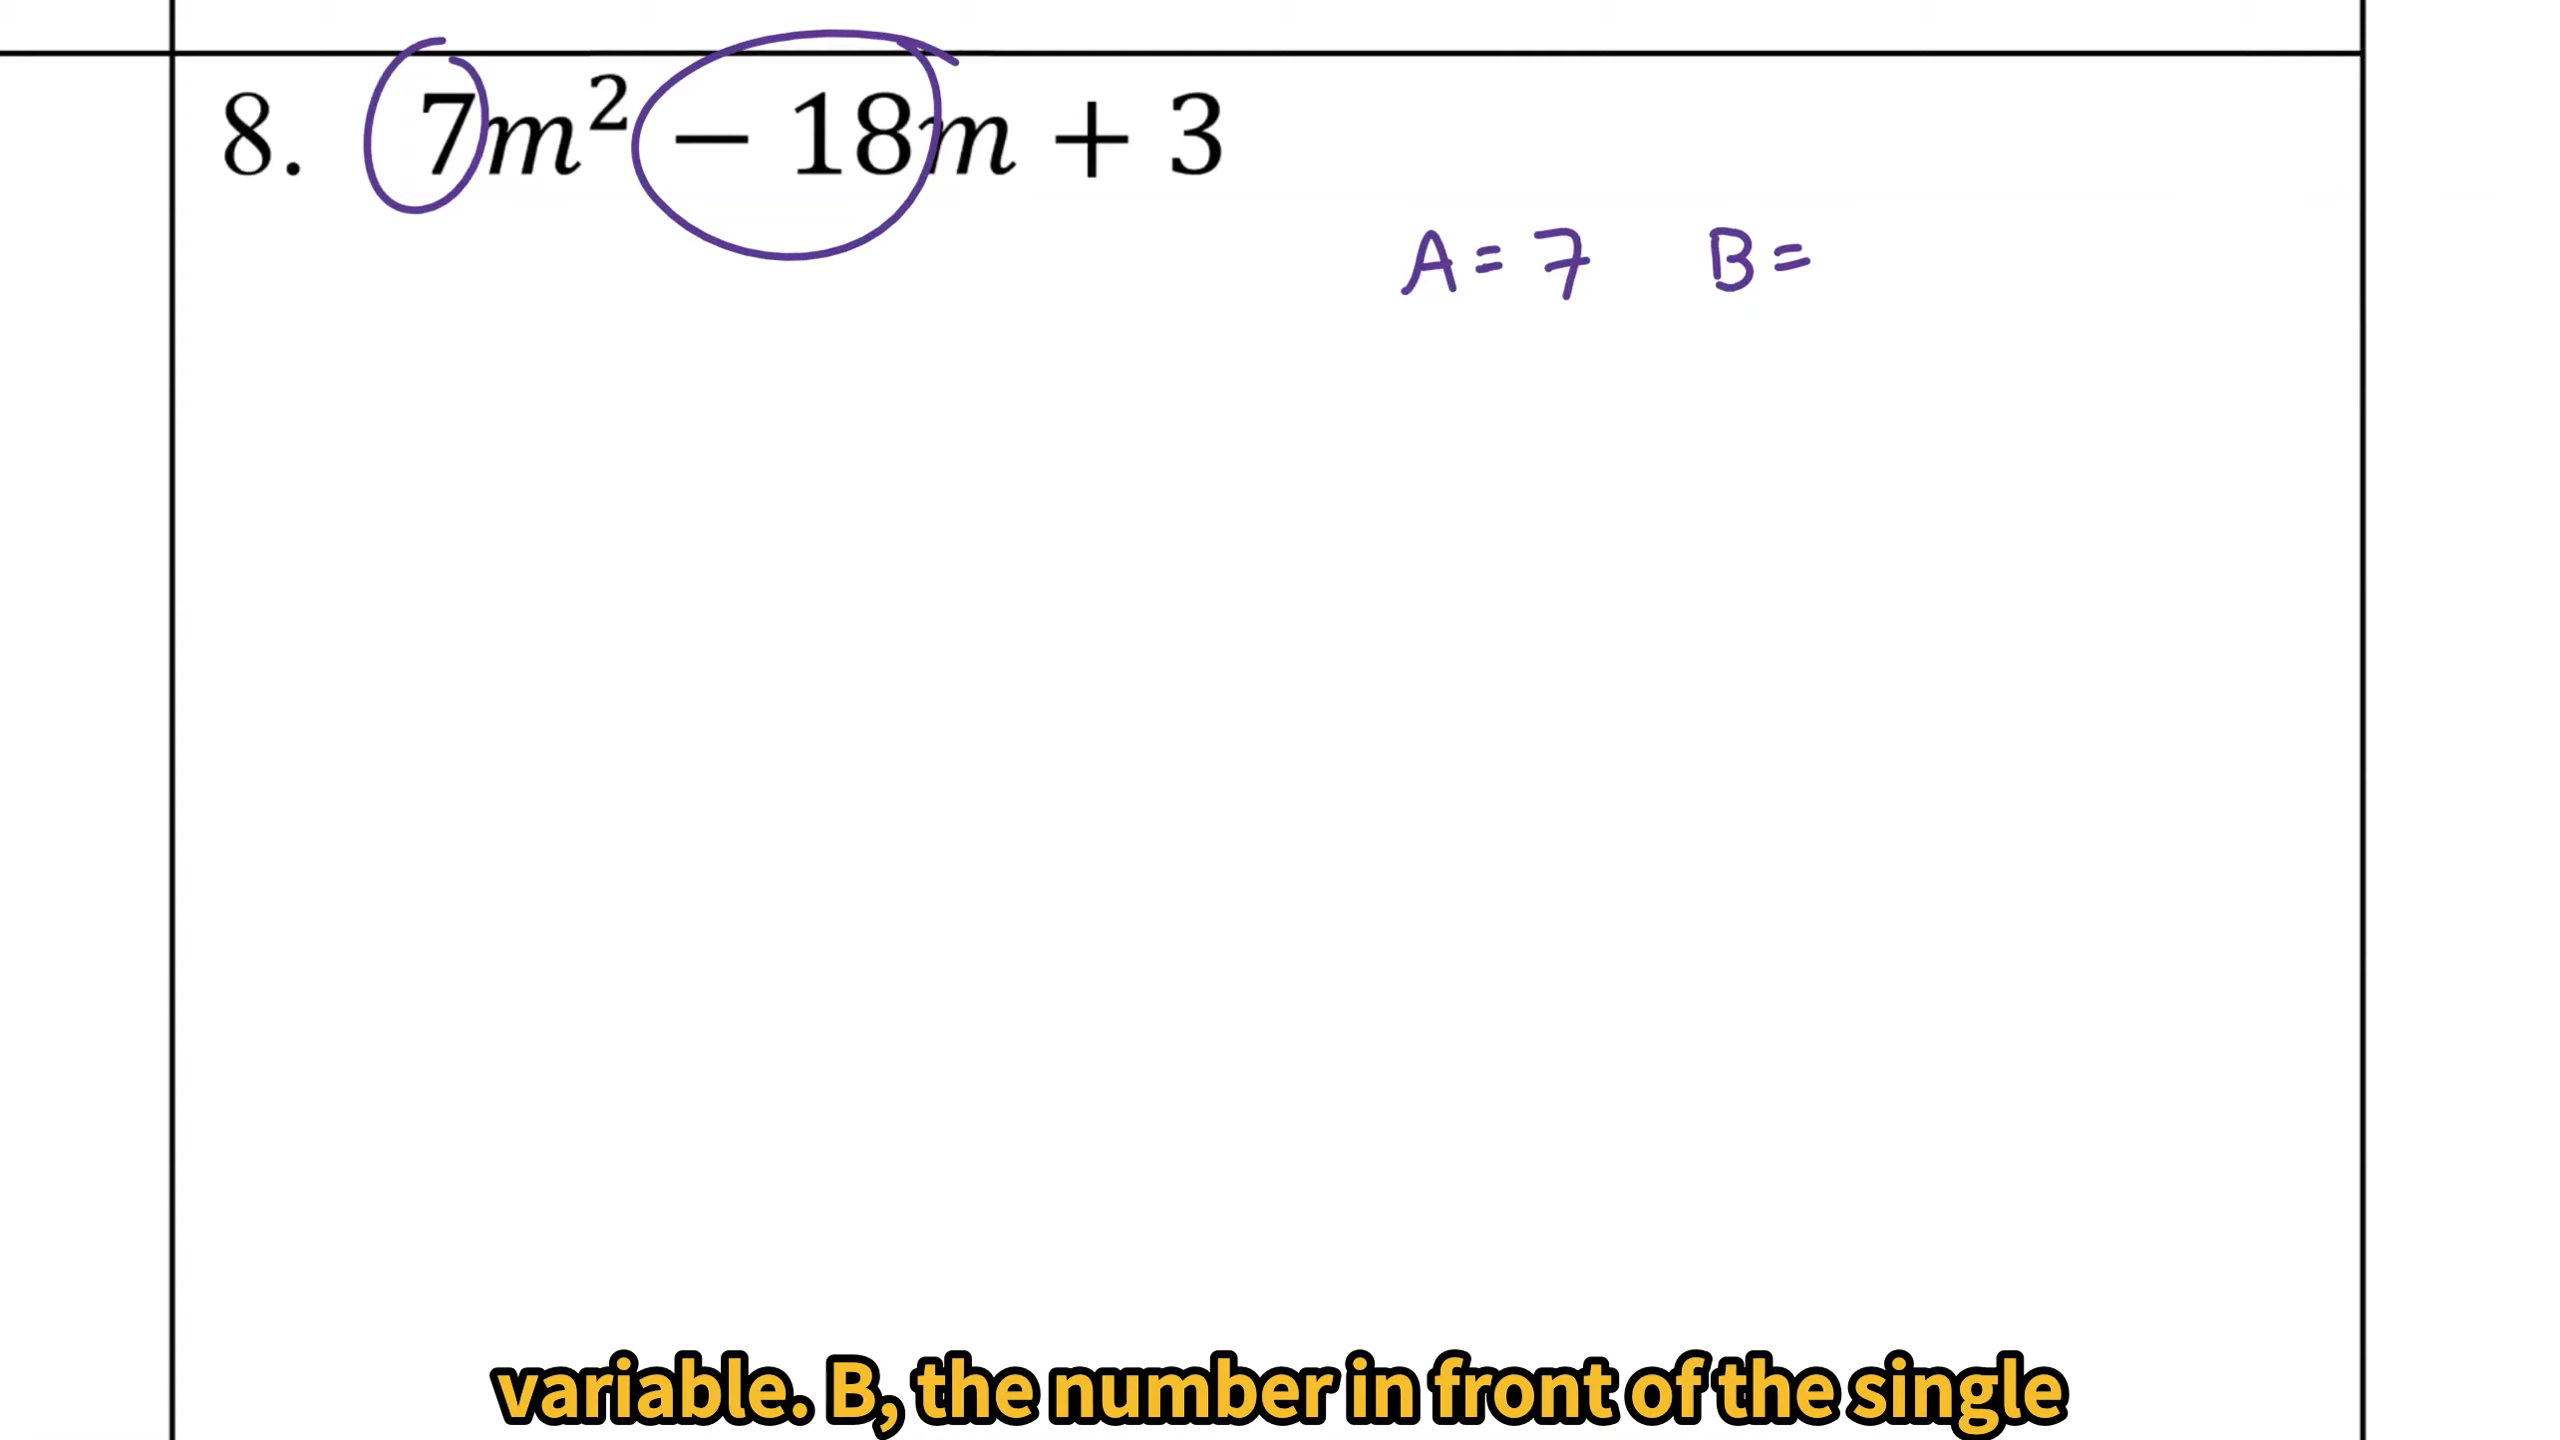 8. 7m² − 18m + 3
A = 7 B =
variable. B, the number in front of the single